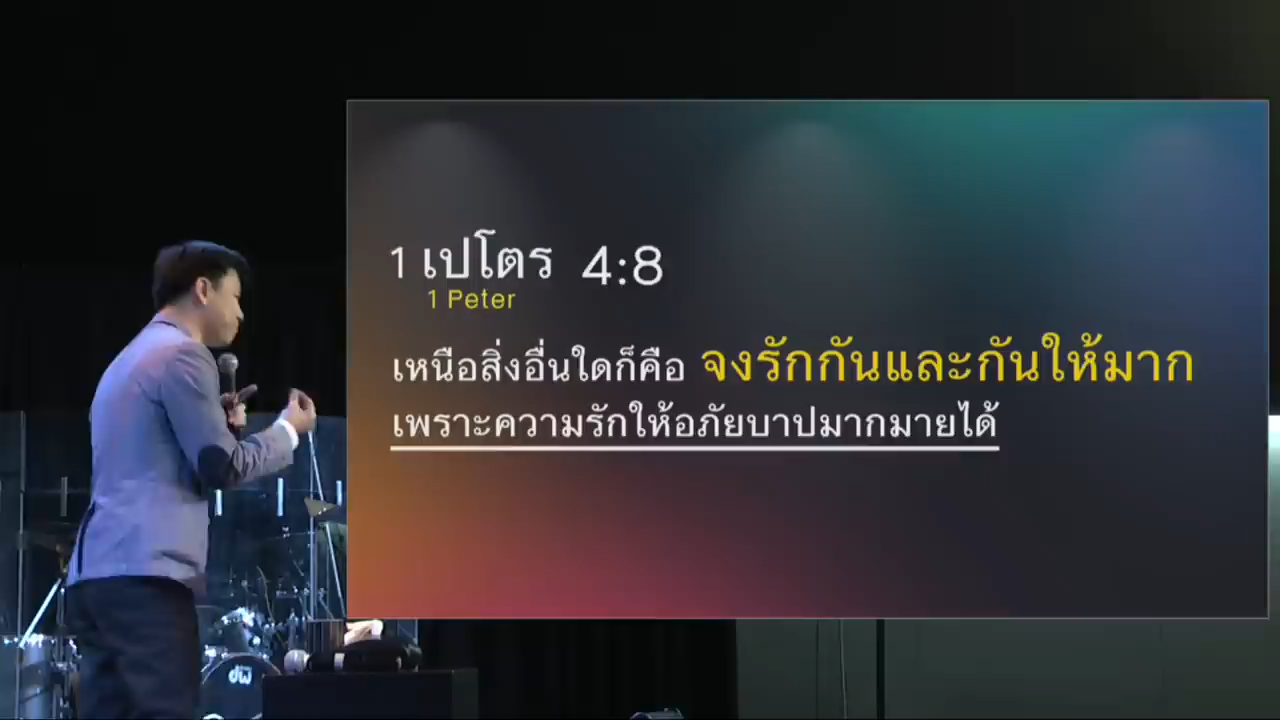 1 เปโตร 4:8
1 Peter
เหนือสิ่งอื่นใดก็คือ จงรักกันและกันให้มาก
เพราะความรักให้อภัยบาปมากมายได้
dw